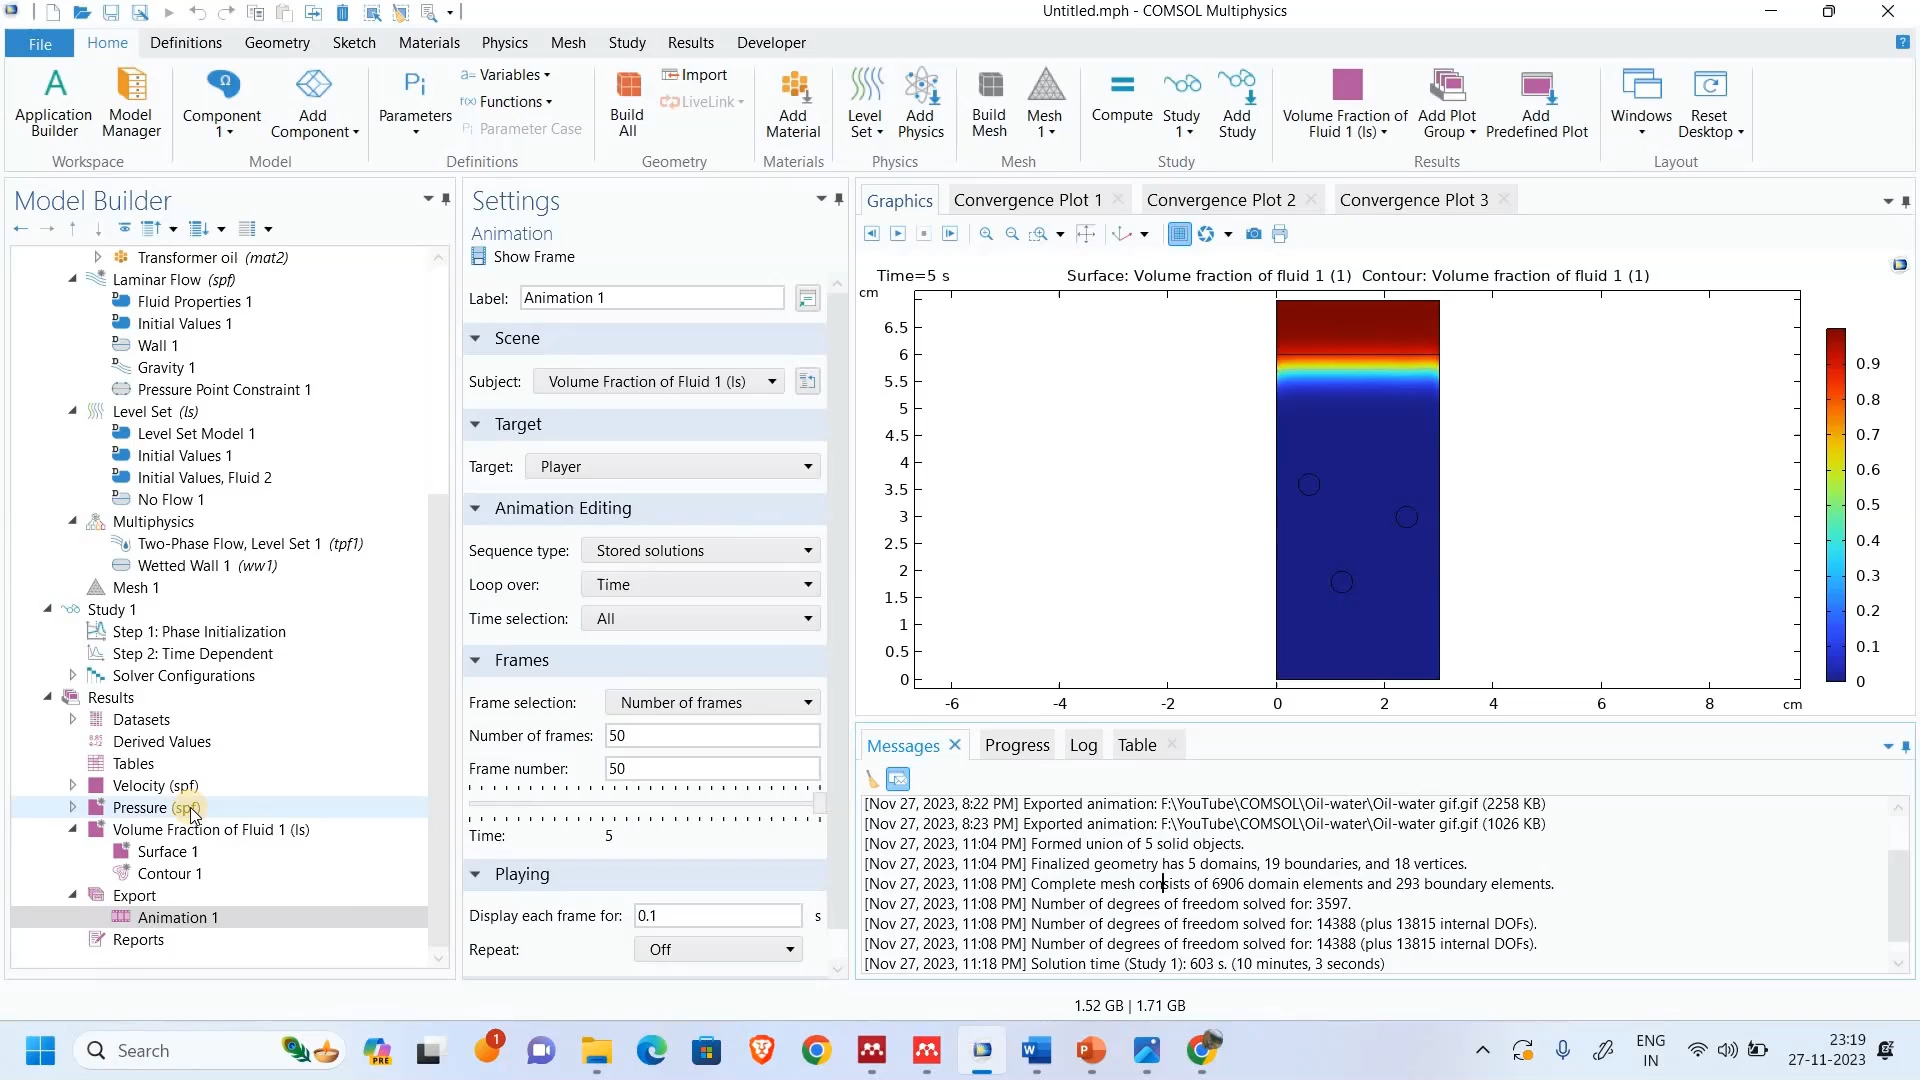 Untitled.mph - COMSOL Multiphysics
File Home Definitions Geometry Sketch Materials Physics Mesh Study Results Developer
Application Builder
Model Manager
Workspace
Component 1
Add Component
Model
Pi
Parameters
a= Variables
f(x) Functions
Pi Parameter Case
Definitions
Build All
Import
LiveLink
Geometry
Add Material
Materials
Level Set
Add Physics
Physics
Build Mesh
Mesh 1
Mesh
Compute
Study 1
Add Study
Study
Volume Fraction of Fluid 1 (ls)
Add Plot Group
Add Predefined Plot
Results
Windows
Reset Desktop
Layout
Model Builder
Transformer oil (mat2)
Laminar Flow (spf)
Fluid Properties 1
Initial Values 1
Wall 1
Gravity 1
Pressure Point Constraint 1
Level Set (ls)
Level Set Model 1
Initial Values 1
Initial Values, Fluid 2
No Flow 1
Multiphysics
Two-Phase Flow, Level Set 1 (tpf1)
Wetted Wall 1 (ww1)
Mesh 1
Study 1
Step 1: Phase Initialization
Step 2: Time Dependent
Solver Configurations
Results
Datasets
Derived Values
Tables
Velocity (spf)
Pressure (spf)
Volume Fraction of Fluid 1 (ls)
Surface 1
Contour 1
Export
Animation 1
Reports
Settings
Animation
Show Frame
Label: Animation 1
Scene
Subject: Volume Fraction of Fluid 1 (ls)
Target
Target: Player
Animation Editing
Sequence type: Stored solutions
Loop over: Time
Time selection: All
Frames
Frame selection: Number of frames
Number of frames: 50
Frame number: 50
Time: 5
Playing
Display each frame for: 0.1 s
Repeat: Off
Graphics Convergence Plot 1 Convergence Plot 2 Convergence Plot 3
Time=5 s Surface: Volume fraction of fluid 1 (1) Contour: Volume fraction of fluid 1 (1)
cm
6.5
6
5.5
5
4.5
4
3.5
3
2.5
2
1.5
1
0.5
0
-6 -4 -2 0 2 4 6 8 cm
0.9
0.8
0.7
0.6
0.5
0.4
0.3
0.2
0.1
0
Messages Progress Log Table
[Nov 27, 2023, 8:22 PM] Exported animation: F:\YouTube\COMSOL\Oil-water\Oil-water gif.gif (2258 KB)
[Nov 27, 2023, 8:23 PM] Exported animation: F:\YouTube\COMSOL\Oil-water\Oil-water gif.gif (1026 KB)
[Nov 27, 2023, 11:04 PM] Formed union of 5 solid objects.
[Nov 27, 2023, 11:04 PM] Finalized geometry has 5 domains, 19 boundaries, and 18 vertices.
[Nov 27, 2023, 11:08 PM] Complete mesh consists of 6906 domain elements and 293 boundary elements.
[Nov 27, 2023, 11:08 PM] Number of degrees of freedom solved for: 3597.
[Nov 27, 2023, 11:08 PM] Number of degrees of freedom solved for: 14388 (plus 13815 internal DOFs).
[Nov 27, 2023, 11:08 PM] Number of degrees of freedom solved for: 14388 (plus 13815 internal DOFs).
[Nov 27, 2023, 11:18 PM] Solution time (Study 1): 603 s. (10 minutes, 3 seconds)
1.52 GB | 1.71 GB
Search
PRE
1
ENG
IN
23:19
27-11-2023